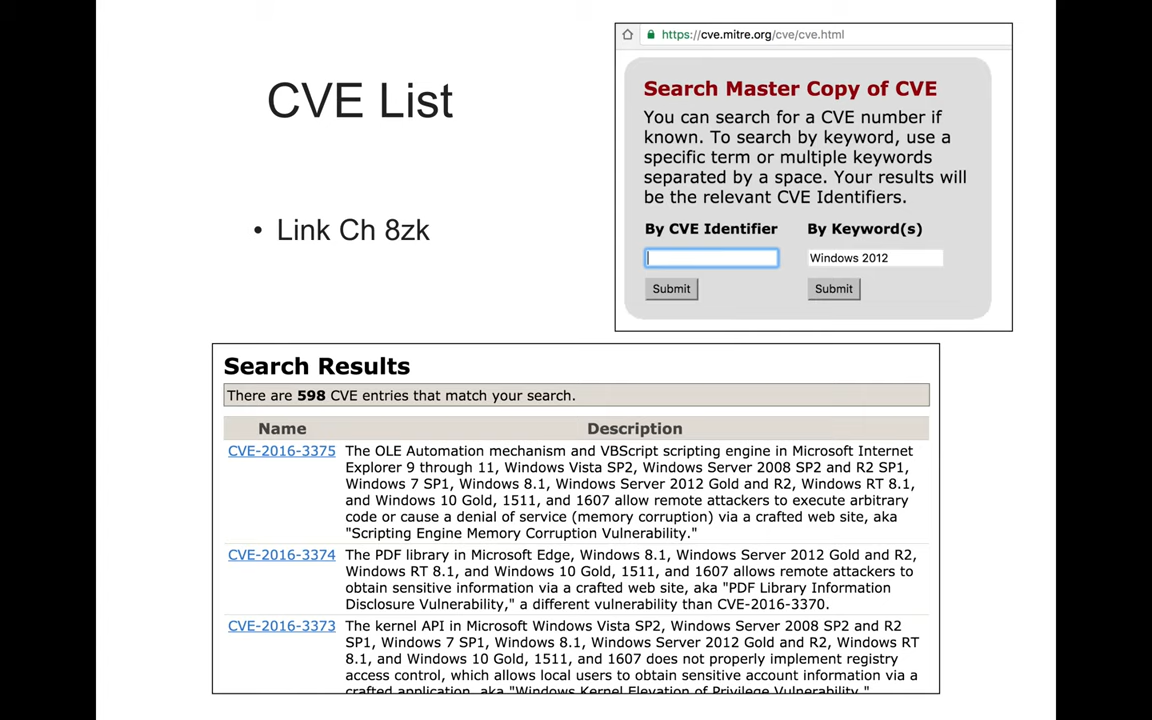 CVE List
• Link Ch 8zk
https://cve.mitre.org/cve/cve.html
Search Master Copy of CVE
You can search for a CVE number if
known. To search by keyword, use a
specific term or multiple keywords
separated by a space. Your results will
be the relevant CVE Identifiers.
By CVE Identifier By Keyword(s)
Windows 2012
Submit Submit
Search Results
There are 598 CVE entries that match your search.
Name Description
CVE-2016-3375 The OLE Automation mechanism and VBScript scripting engine in Microsoft Internet
Explorer 9 through 11, Windows Vista SP2, Windows Server 2008 SP2 and R2 SP1,
Windows 7 SP1, Windows 8.1, Windows Server 2012 Gold and R2, Windows RT 8.1,
and Windows 10 Gold, 1511, and 1607 allow remote attackers to execute arbitrary
code or cause a denial of service (memory corruption) via a crafted web site, aka
"Scripting Engine Memory Corruption Vulnerability."
CVE-2016-3374 The PDF library in Microsoft Edge, Windows 8.1, Windows Server 2012 Gold and R2,
Windows RT 8.1, and Windows 10 Gold, 1511, and 1607 allows remote attackers to
obtain sensitive information via a crafted web site, aka "PDF Library Information
Disclosure Vulnerability," a different vulnerability than CVE-2016-3370.
CVE-2016-3373 The kernel API in Microsoft Windows Vista SP2, Windows Server 2008 SP2 and R2
SP1, Windows 7 SP1, Windows 8.1, Windows Server 2012 Gold and R2, Windows RT
8.1, and Windows 10 Gold, 1511, and 1607 does not properly implement registry
access control, which allows local users to obtain sensitive account information via a
crafted application, aka "Windows Kernel Elevation of Privilege Vulnerability."